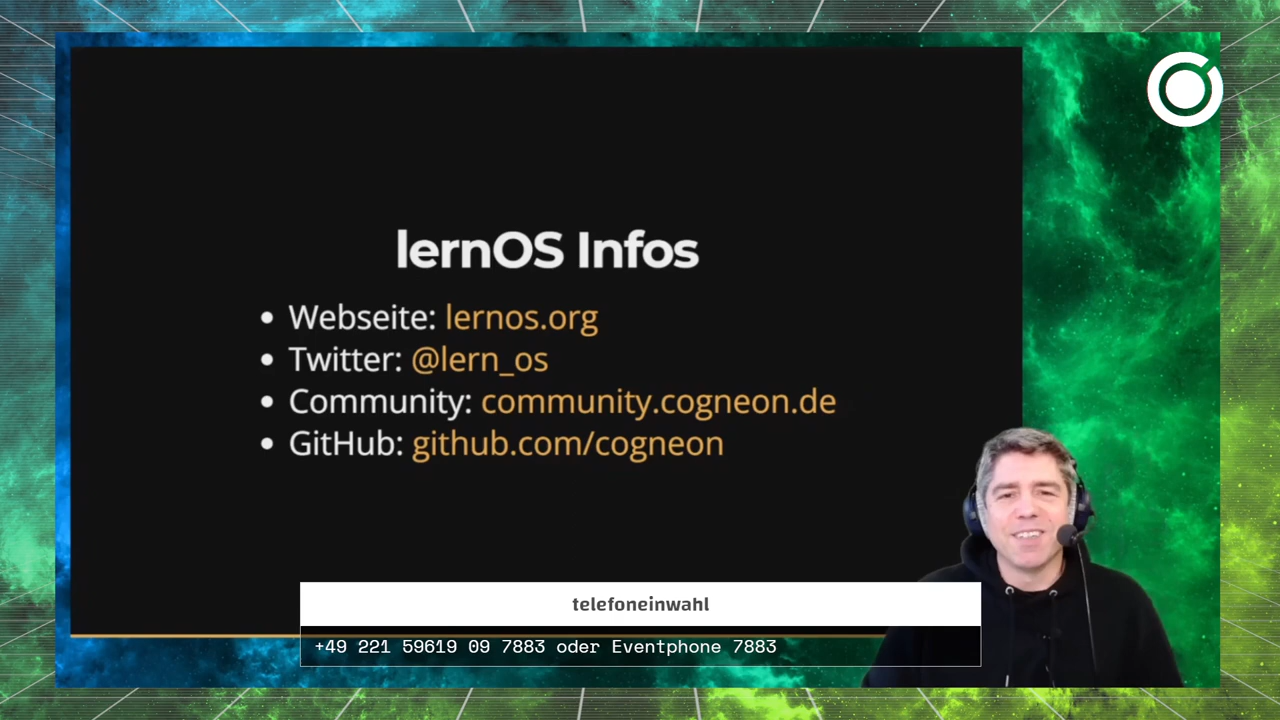 lernOS Infos
Webseite: lernos.org
Twitter: @lern_os
Community: community.cogneon.de
GitHub: github.com/cogneon
telefoneinwahl
+49 221 59619 09 7883 oder Eventphone 7883